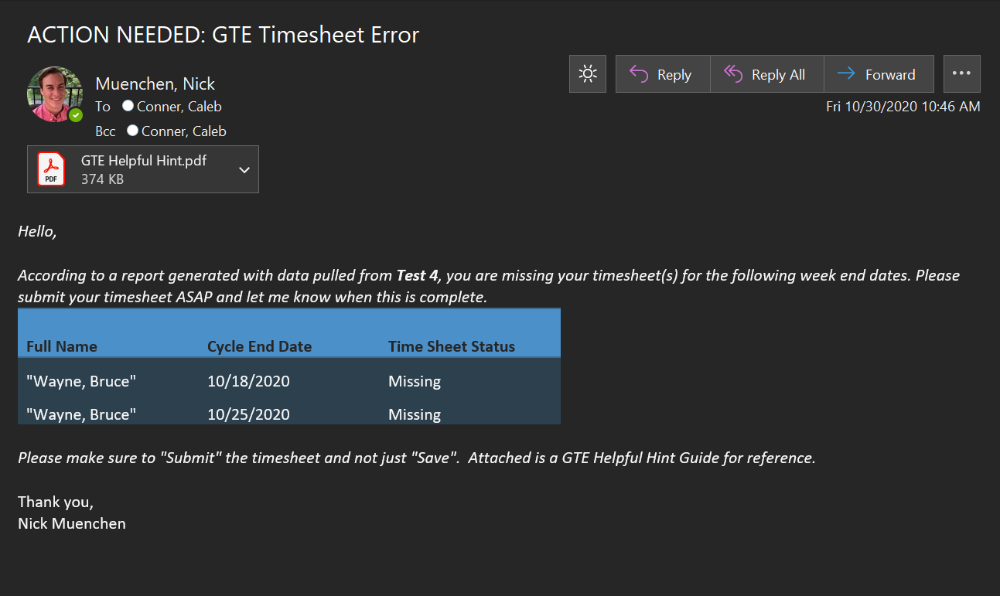 ACTION NEEDED: GTE Timesheet Error
Muenchen, Nick
To Conner, Caleb
Bcc Conner, Caleb
Reply Reply All Forward
Fri 10/30/2020 10:46 AM
PDF
GTE Helpful Hint.pdf
374 KB
Hello,
According to a report generated with data pulled from Test 4, you are missing your timesheet(s) for the following week end dates. Please
submit your timesheet ASAP and let me know when this is complete.
Full Name Cycle End Date Time Sheet Status
"Wayne, Bruce" 10/18/2020 Missing
"Wayne, Bruce" 10/25/2020 Missing
Please make sure to "Submit" the timesheet and not just "Save".  Attached is a GTE Helpful Hint Guide for reference.
Thank you,
Nick Muenchen